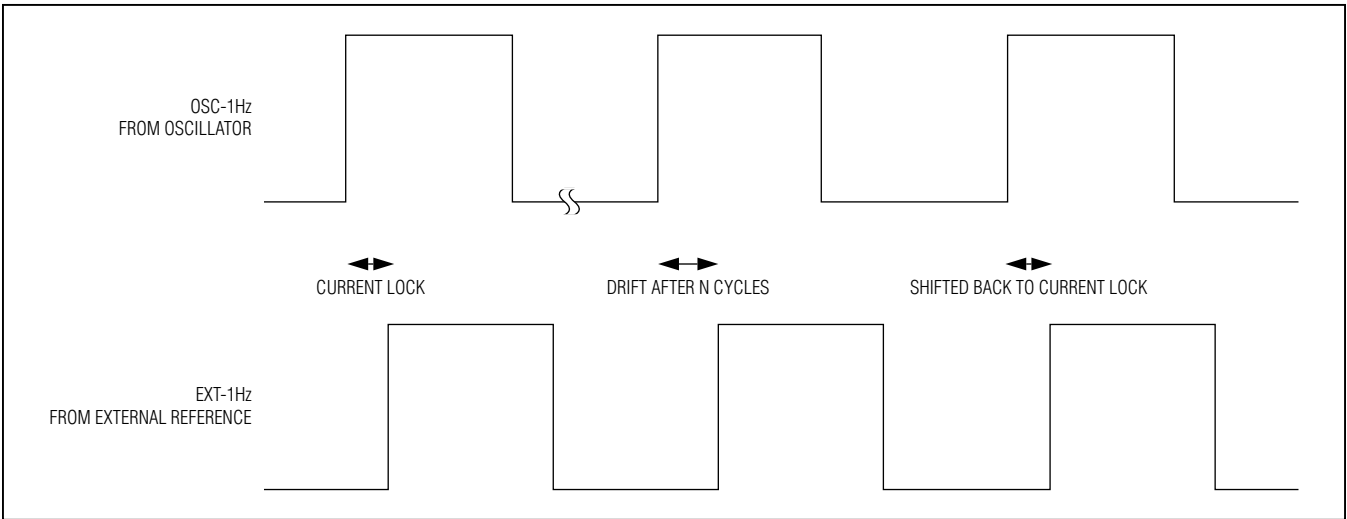 OSC-1Hz
FROM OSCILLATOR
CURRENT LOCK
DRIFT AFTER N CYCLES
SHIFTED BACK TO CURRENT LOCK
EXT-1Hz
FROM EXTERNAL REFERENCE